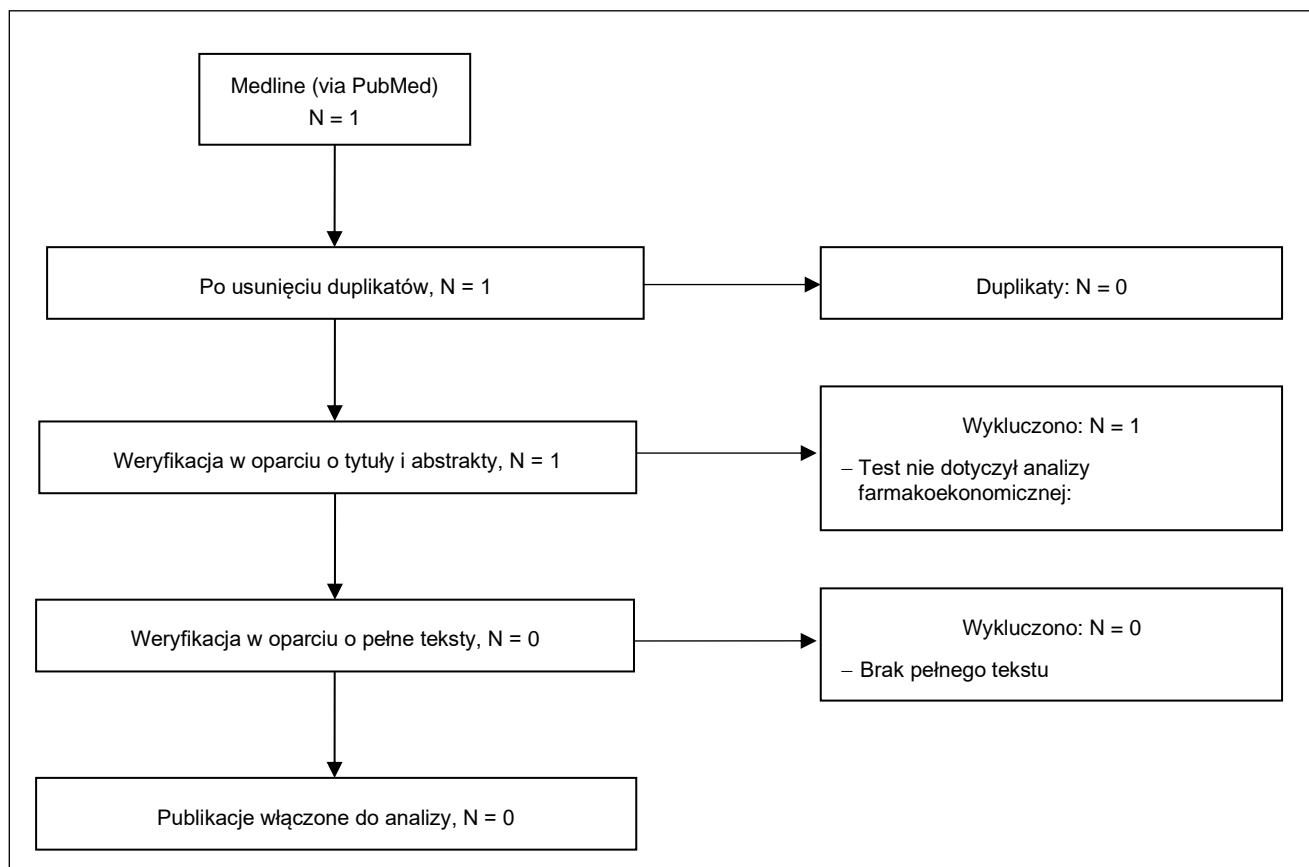 Medline (via PubMed)
N = 1
Po usunięciu duplikatów, N = 1
Duplikaty: N = 0
Weryfikacja w oparciu o tytuły i abstrakty, N = 1
Wykluczono: N = 1
– Test nie dotyczył analizy
farmakoekonomicznej:
Weryfikacja w oparciu o pełne teksty, N = 0
Wykluczono: N = 0
– Brak pełnego tekstu
Publikacje włączone do analizy, N = 0